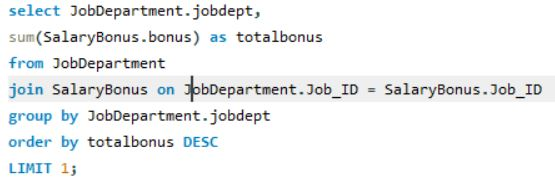 select JobDepartment.jobdept,
sum(SalaryBonus.bonus) as totalbonus
from JobDepartment
join SalaryBonus on JobDepartment.Job_ID = SalaryBonus.Job_ID
group by JobDepartment.jobdept
order by totalbonus DESC
LIMIT 1;